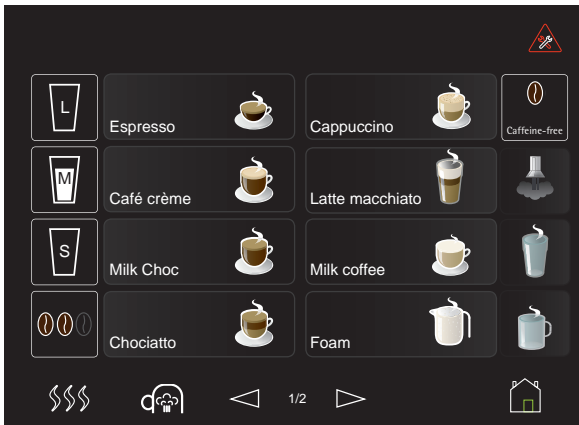 L
Espresso
Cappuccino
Caffeine-free
M
Café crème
Latte macchiato
S
Milk Choc
Milk coffee
Chociatto
Foam
1/2